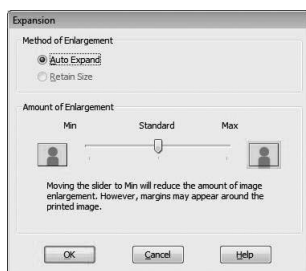 Expansion
Method of Enlargement
Auto Expand
Retain Size
Amount of Enlargement
Min Standard Max
Moving the slider to Min will reduce the amount of image
enlargement. However, margins may appear around the
printed image.
OK Cancel Help